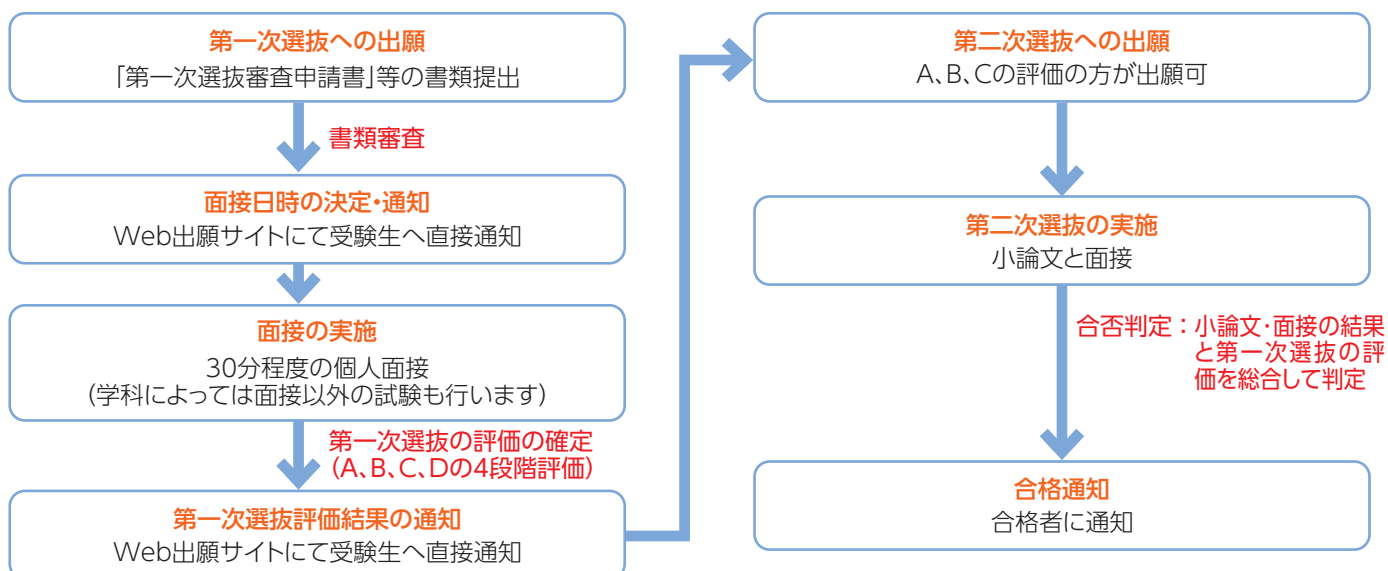 第一次選抜への出願
「第一次選抜審査申請書」等の書類提出
書類審査
面接日時の決定・通知
Web出願サイトにて受験生へ直接通知
面接の実施
30分程度の個人面接
(学科によっては面接以外の試験も行います)
第一次選抜の評価の確定
(A、B、C、Dの4段階評価)
第一次選抜評価結果の通知
Web出願サイトにて受験生へ直接通知
第二次選抜への出願
A、B、Cの評価の方が出願可
第二次選抜の実施
小論文と面接
合否判定：小論文・面接の結果
と第一次選抜の評
価を総合して判定
合格通知
合格者に通知